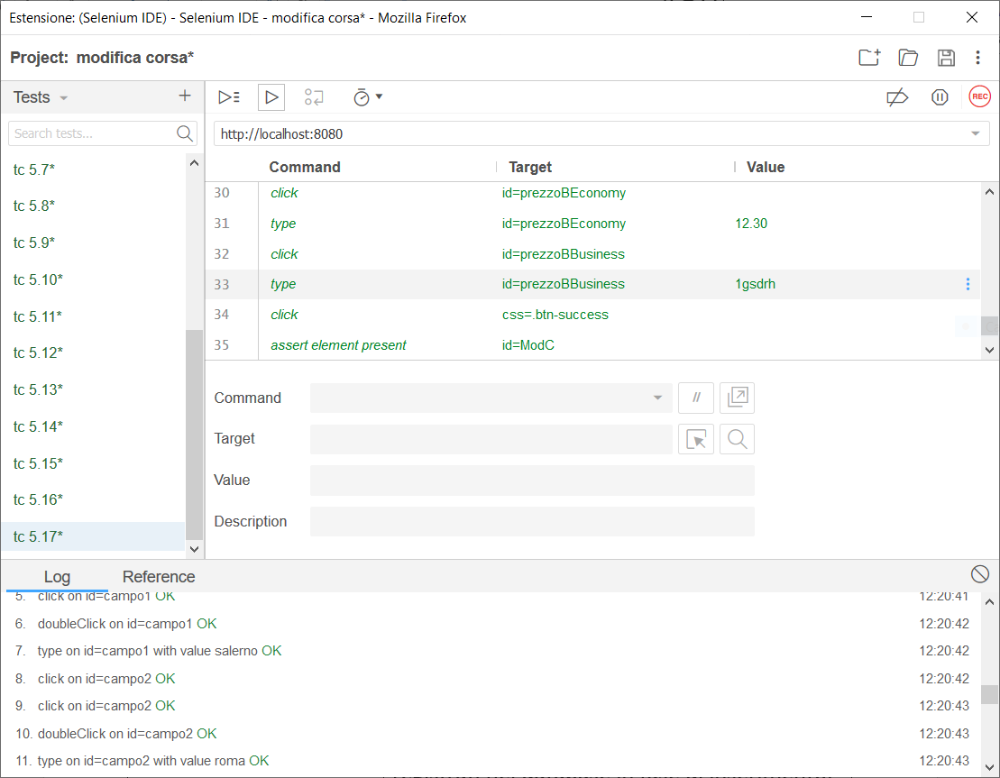 Estensione: (Selenium IDE) - Selenium IDE - modifica corsa* - Mozilla Firefox
Project: modifica corsa*
Tests
REC
Search tests...
http://localhost:8080
Command Target Value
tc 5.7*
tc 5.8*
tc 5.9*
tc 5.10*
tc 5.11*
tc 5.12*
tc 5.13*
tc 5.14*
tc 5.15*
tc 5.16*
tc 5.17*
30 click id=prezzoBEconomy
31 type id=prezzoBEconomy 12.30
32 click id=prezzoBBusiness
33 type id=prezzoBBusiness 1gsdrh
34 click css=.btn-success
35 assert element present id=ModC
Command //
Target
Value
Description
Log Reference
5. click on id=campo1 OK 12:20:41
6. doubleClick on id=campo1 OK 12:20:42
7. type on id=campo1 with value salerno OK 12:20:42
8. click on id=campo2 OK 12:20:42
9. click on id=campo2 OK 12:20:43
10. doubleClick on id=campo2 OK 12:20:43
11. type on id=campo2 with value roma OK 12:20:43